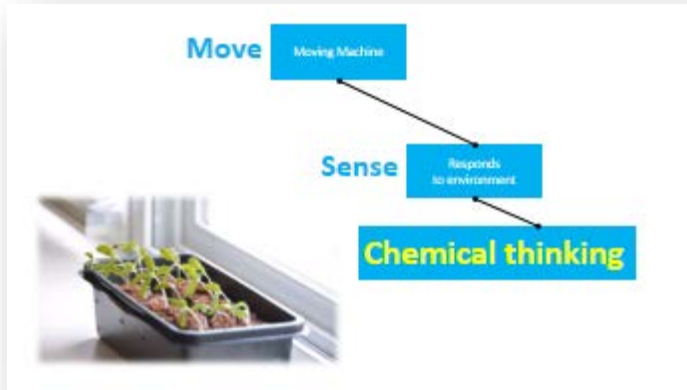 Move
Moving Machine
Sense
Responds
to environment
Chemical thinking